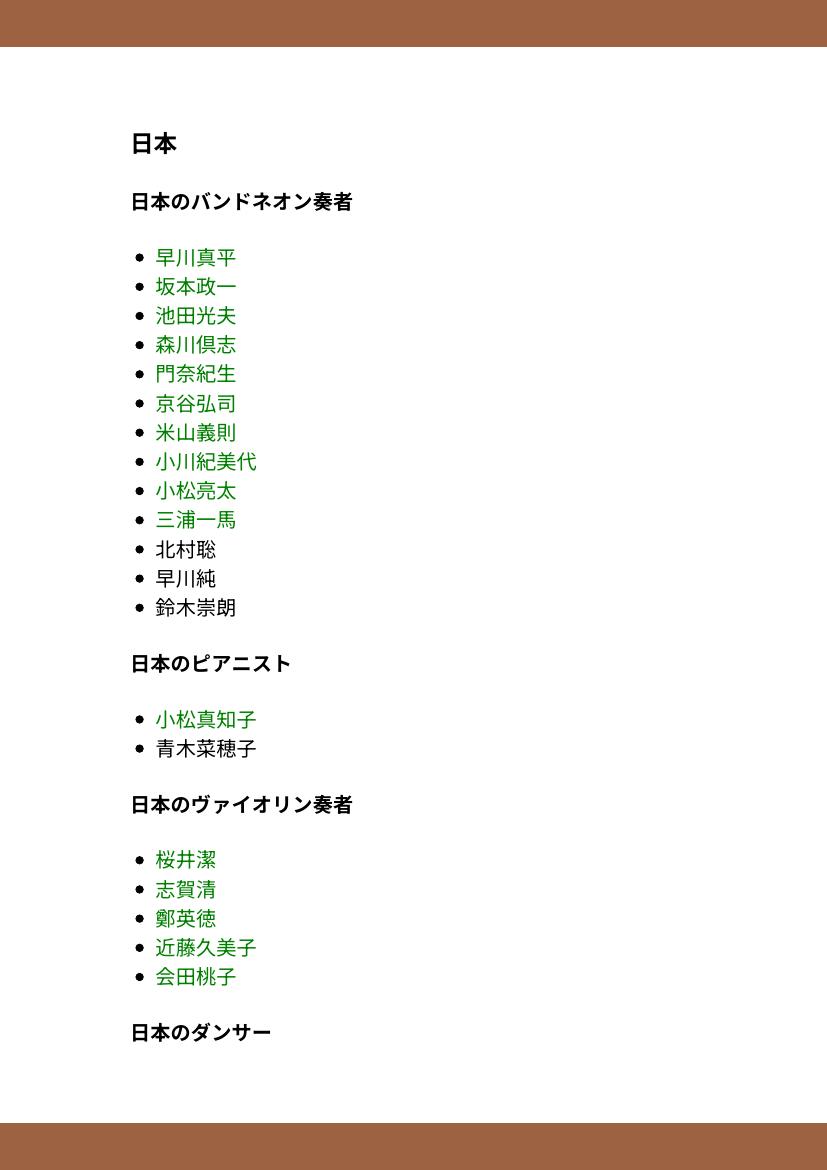 日本
日本のバンドネオン奏者
早川真平
坂本政一
池田光夫
森川倶志
門奈紀生
京谷弘司
米山義則
小川紀美代
小松亮太
三浦一馬
北村聡
早川純
鈴木崇朗
日本のピアニスト
小松真知子
青木菜穂子
日本のヴァイオリン奏者
桜井潔
志賀清
鄭英徳
近藤久美子
会田桃子
日本のダンサー